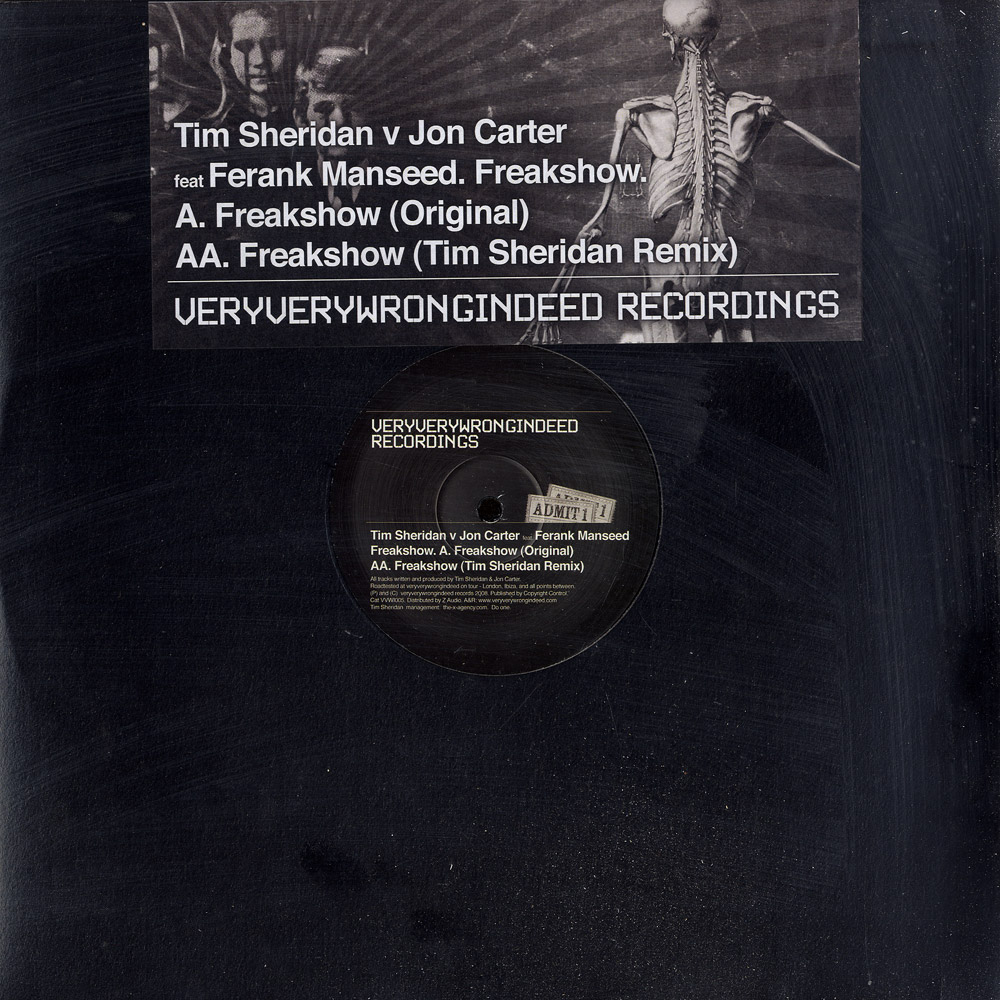 Tim Sheridan v Jon Carter
feat Ferank Manseed. Freakshow.
A. Freakshow (Original)
AA. Freakshow (Tim Sheridan Remix)
VERYVERYWRONGINDEED RECORDINGS
VERYVERYWRONGINDEED
RECORDINGS
ADMIT 1
1
Tim Sheridan v Jon Carter feat Ferank Manseed
Freakshow. A. Freakshow (Original)
AA. Freakshow (Tim Sheridan Remix)
All tracks written and produced by Tim Sheridan & Jon Carter.
Roadtested at veryverywrongindeed on tour - London, Ibiza, and all points between.
(P) and (C) veryverywrongindeed records 2008. Published by Copyright Control.
Cat VVWI005. Distributed by Z Audio. A&R: www.veryverywrongindeed.com
Tim Sheridan management the-x-agency.com. Do one.